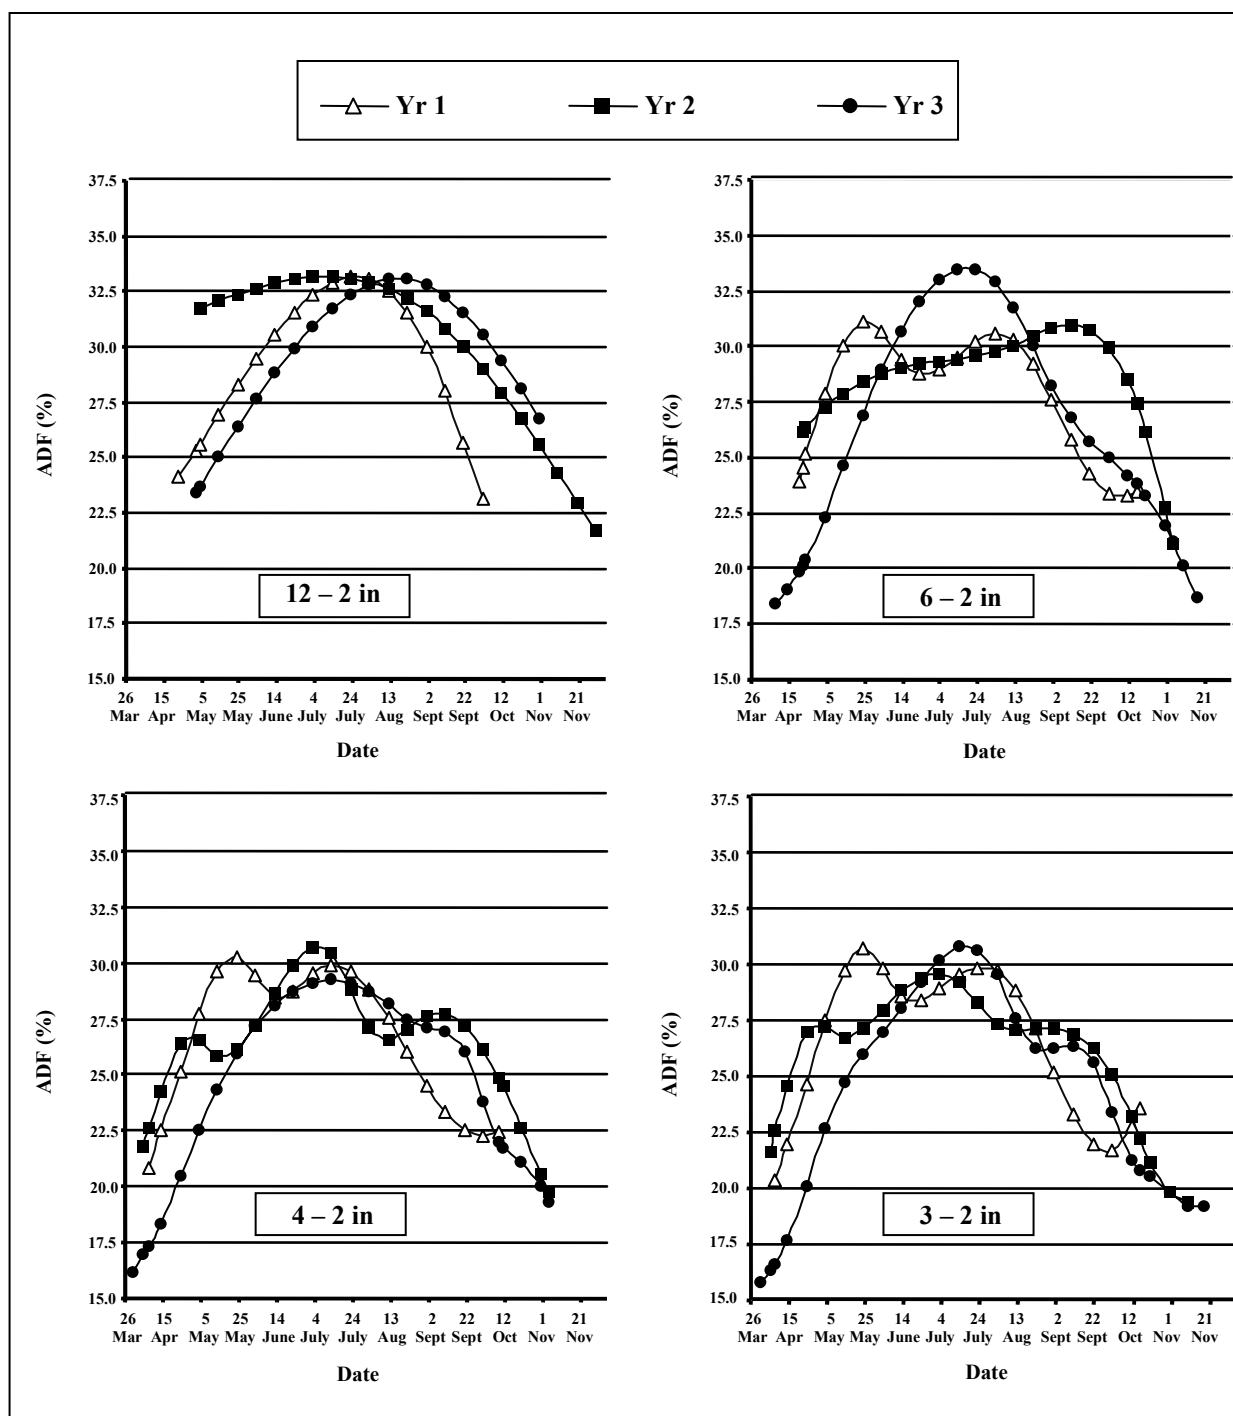 Yr 1 Yr 2 Yr 3
37.5
35.0
32.5
30.0
27.5
25.0
22.5
20.0
17.5
15.0
ADF (%)
12 – 2 in
26 15 5 25 14 4 24 13 2 22 12 1 21
Mar Apr May May June July July Aug Sept Sept Oct Nov Nov
Date
37.5
35.0
32.5
30.0
27.5
25.0
22.5
20.0
17.5
15.0
ADF (%)
6 – 2 in
26 15 5 25 14 4 24 13 2 22 12 1 21
Mar Apr May May June July July Aug Sept Sept Oct Nov Nov
Date
37.5
35.0
32.5
30.0
27.5
25.0
22.5
20.0
17.5
15.0
ADF (%)
4 – 2 in
26 15 5 25 14 4 24 13 2 22 12 1 21
Mar Apr May May June July July Aug Sept Sept Oct Nov Nov
Date
37.5
35.0
32.5
30.0
27.5
25.0
22.5
20.0
17.5
15.0
ADF (%)
3 – 2 in
26 15 5 25 14 4 24 13 2 22 12 1 21
Mar Apr May May June July July Aug Sept Sept Oct Nov Nov
Date